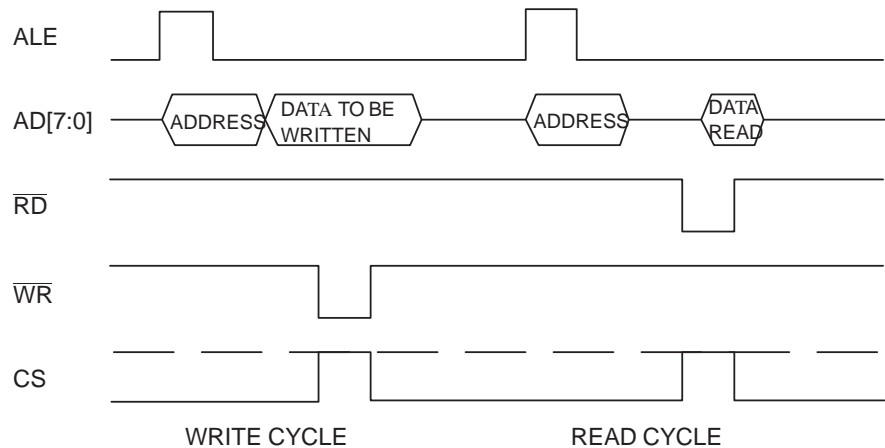 ALE
AD[7:0]
ADDRESS
DATA TO BE
WRITTEN
ADDRESS
DATA
READ
RD
WR
CS
WRITE CYCLE
READ CYCLE